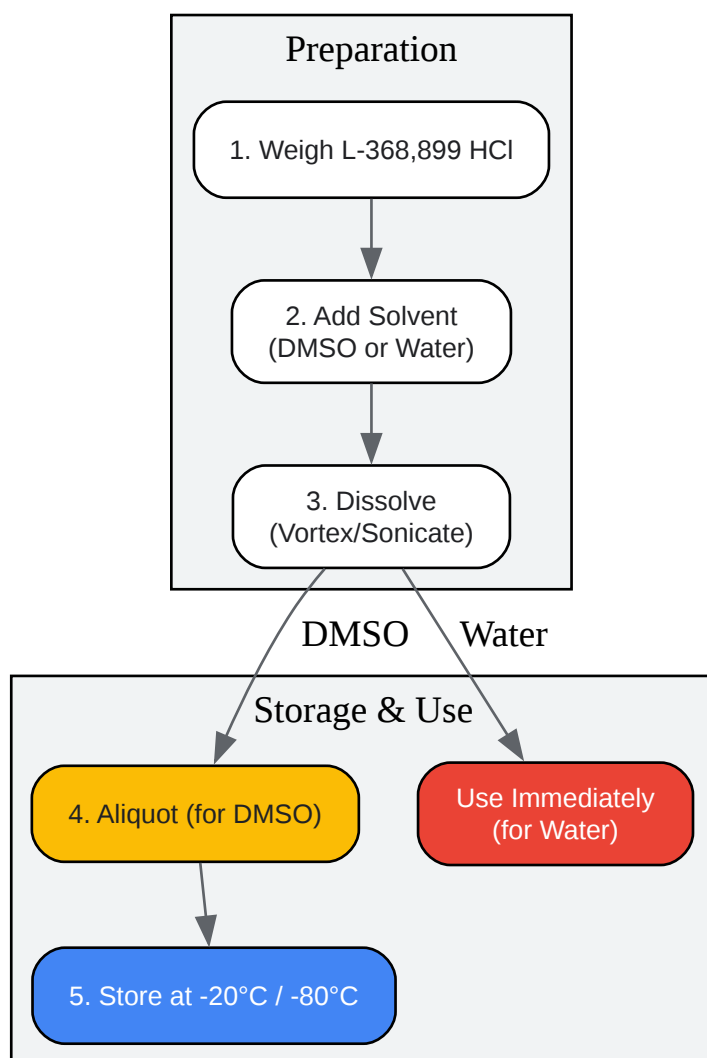 Preparation
1. Weigh L-368,899 HCl
2. Add Solvent
(DMSO or Water)
3. Dissolve
(Vortex/Sonicate)
DMSO
Water
Storage & Use
4. Aliquot (for DMSO)
Use Immediately
(for Water)
5. Store at -20°C / -80°C